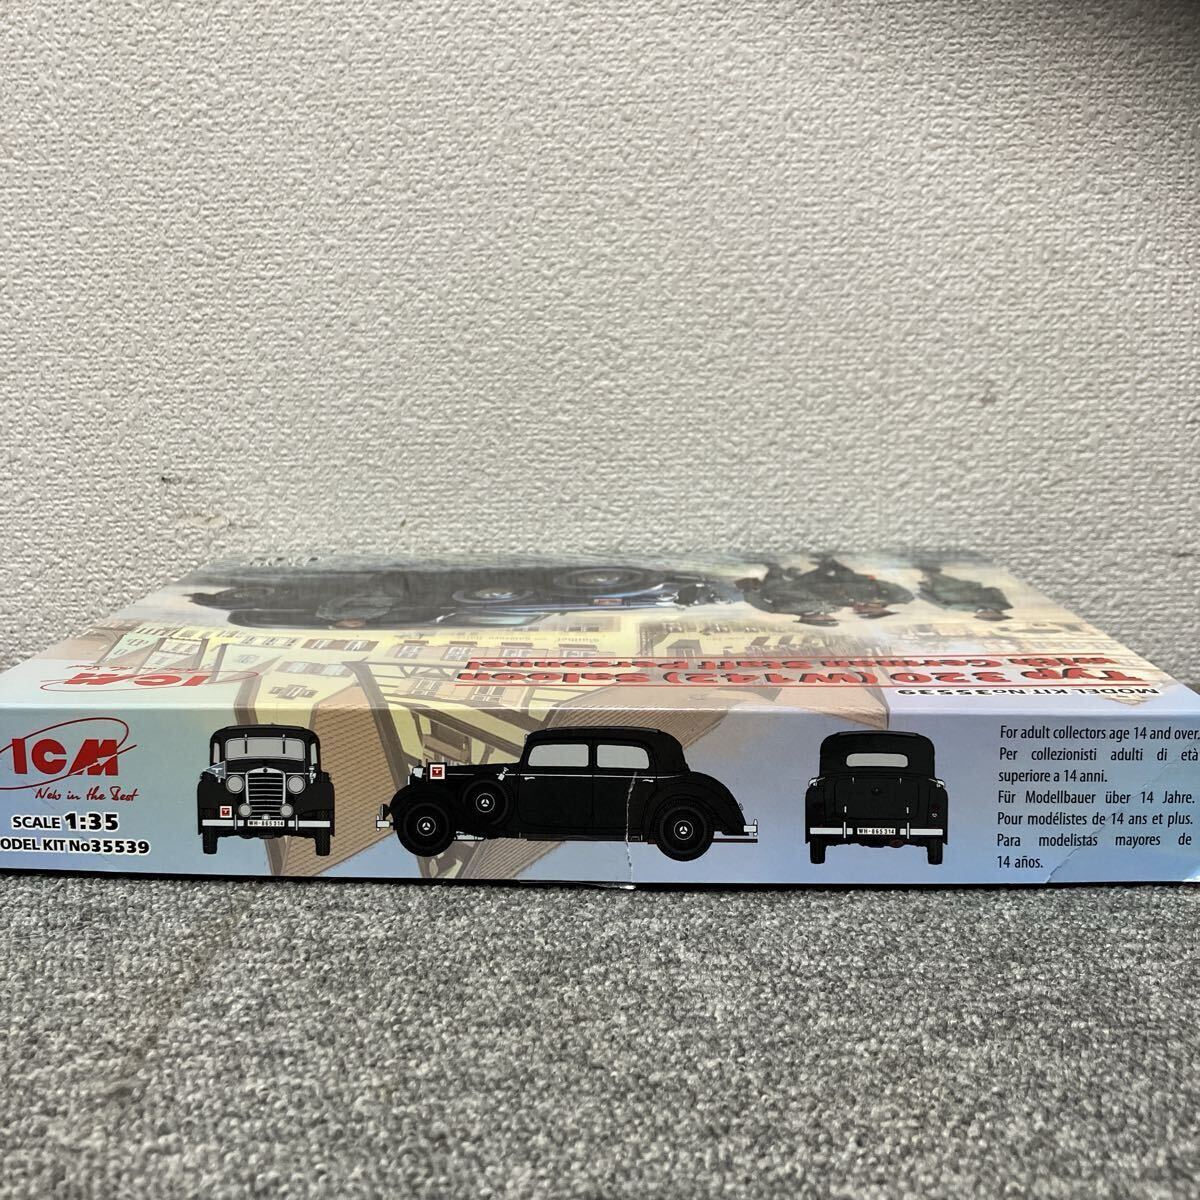 MODEL KIT No35539
Typ 320 (W142) Saloon
with German Staff Personnel
ICM
ICM
New in the Best
SCALE 1:35
ODEL KIT No35539
WH-865314
WH-865314
For adult collectors age 14 and over.
Per collezionisti adulti di età
superiore a 14 anni.
Für Modellbauer über 14 Jahre.
Pour modélistes de 14 ans et plus.
Para modelistas mayores de
14 años.